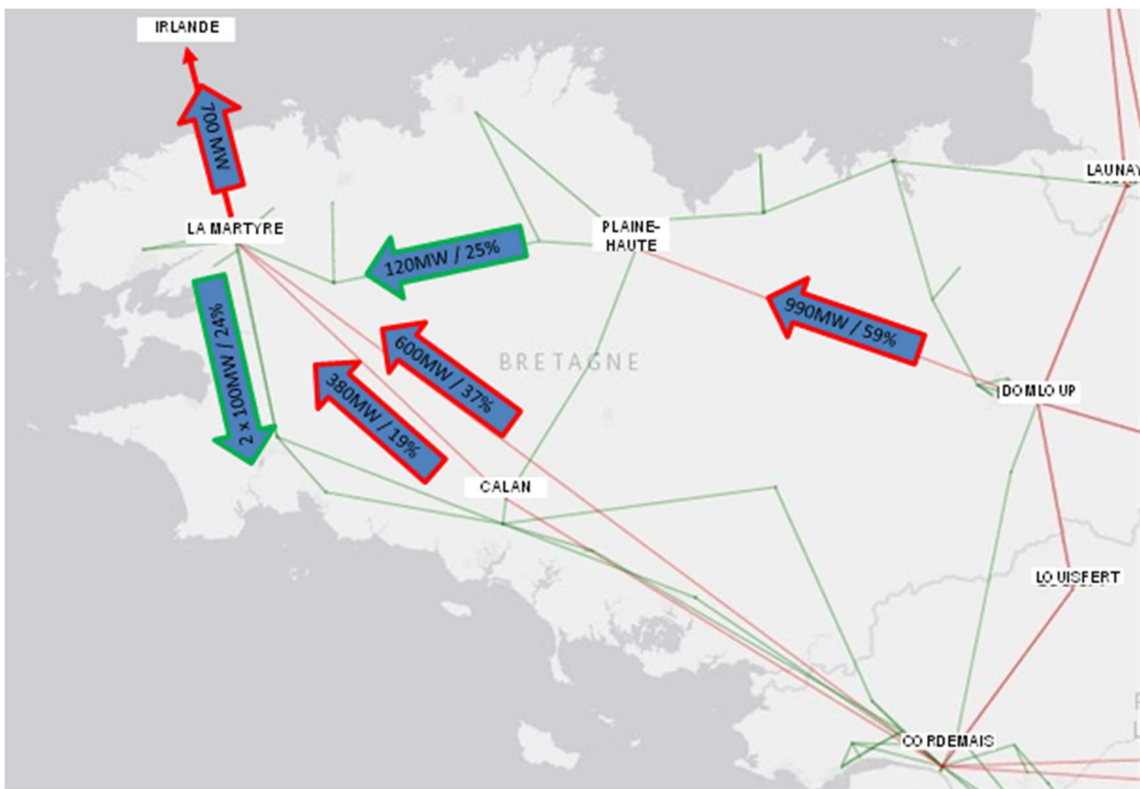 IRLANDE
700 MW
LA MARTYRE
120MW / 25%
PLAINE-
HAUTE
LAUNAY
990MW / 59%
2 x 100MW / 24%
600MW / 37%
380MW / 19%
BRETAGNE
DOMLOUP
CALAN
LOUISFERT
CORDEMAIS